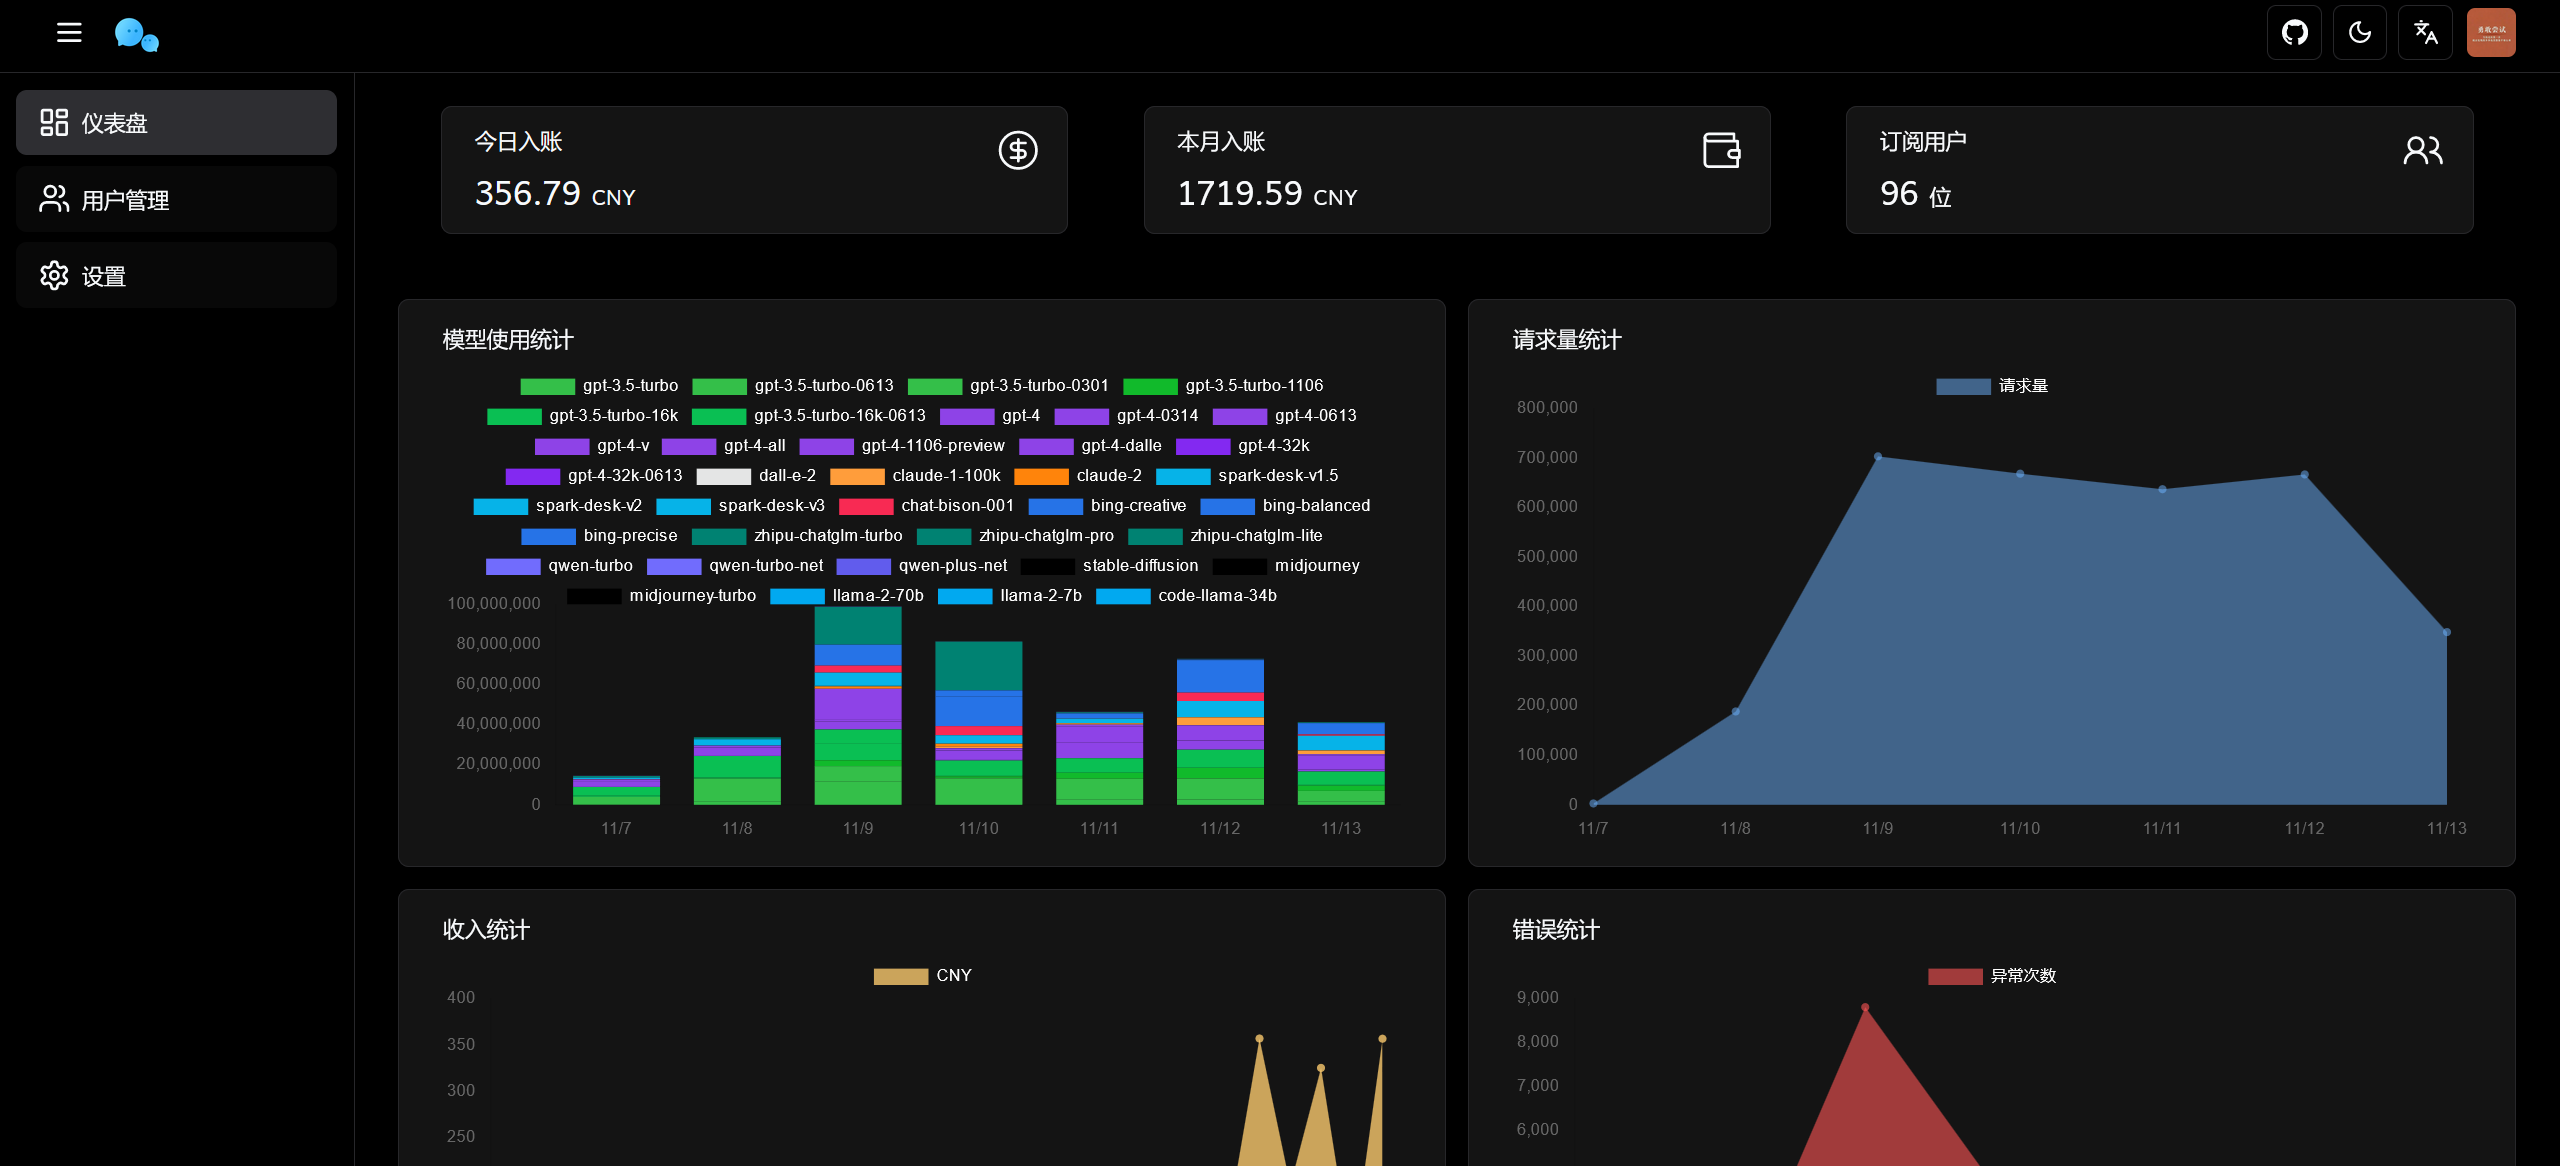 勇敢尝试
仪表盘
用户管理
设置
今日入账
356.79 CNY
本月入账
1719.59 CNY
订阅用户
96 位
模型使用统计
gpt-3.5-turbo gpt-3.5-turbo-0613 gpt-3.5-turbo-0301 gpt-3.5-turbo-1106
gpt-3.5-turbo-16k gpt-3.5-turbo-16k-0613 gpt-4 gpt-4-0314 gpt-4-0613
gpt-4-v gpt-4-all gpt-4-1106-preview gpt-4-dalle gpt-4-32k
gpt-4-32k-0613 dall-e-2 claude-1-100k claude-2 spark-desk-v1.5
spark-desk-v2 spark-desk-v3 chat-bison-001 bing-creative bing-balanced
bing-precise zhipu-chatglm-turbo zhipu-chatglm-pro zhipu-chatglm-lite
qwen-turbo qwen-turbo-net qwen-plus-net stable-diffusion midjourney
midjourney-turbo llama-2-70b llama-2-7b code-llama-34b
100,000,000
80,000,000
60,000,000
40,000,000
20,000,000
0
11/7 11/8 11/9 11/10 11/11 11/12 11/13
请求量统计
请求量
800,000
700,000
600,000
500,000
400,000
300,000
200,000
100,000
0
11/7 11/8 11/9 11/10 11/11 11/12 11/13
收入统计
CNY
400
350
300
250
错误统计
异常次数
9,000
8,000
7,000
6,000